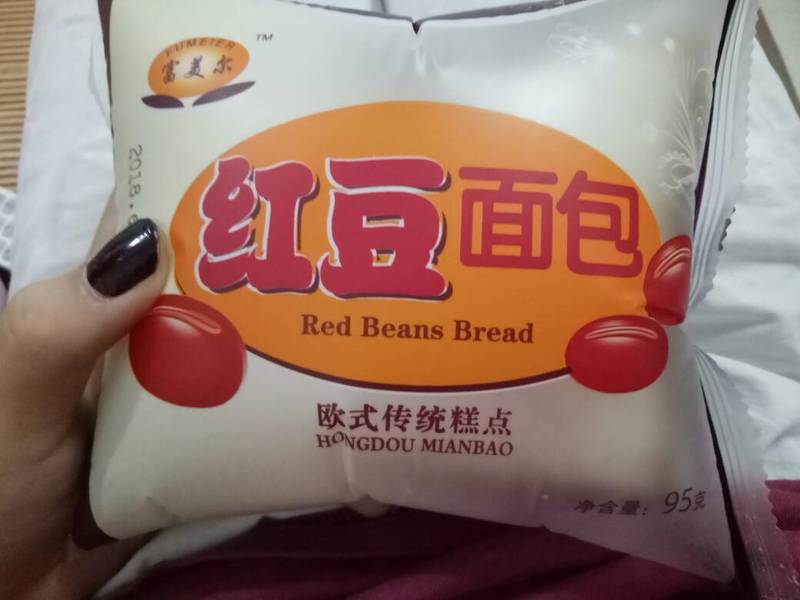 FUMEIER
富美尔
TM
2018.
红豆面包
Red Beans Bread
欧式传统糕点
HONGDOU MIANBAO
净含量：95克